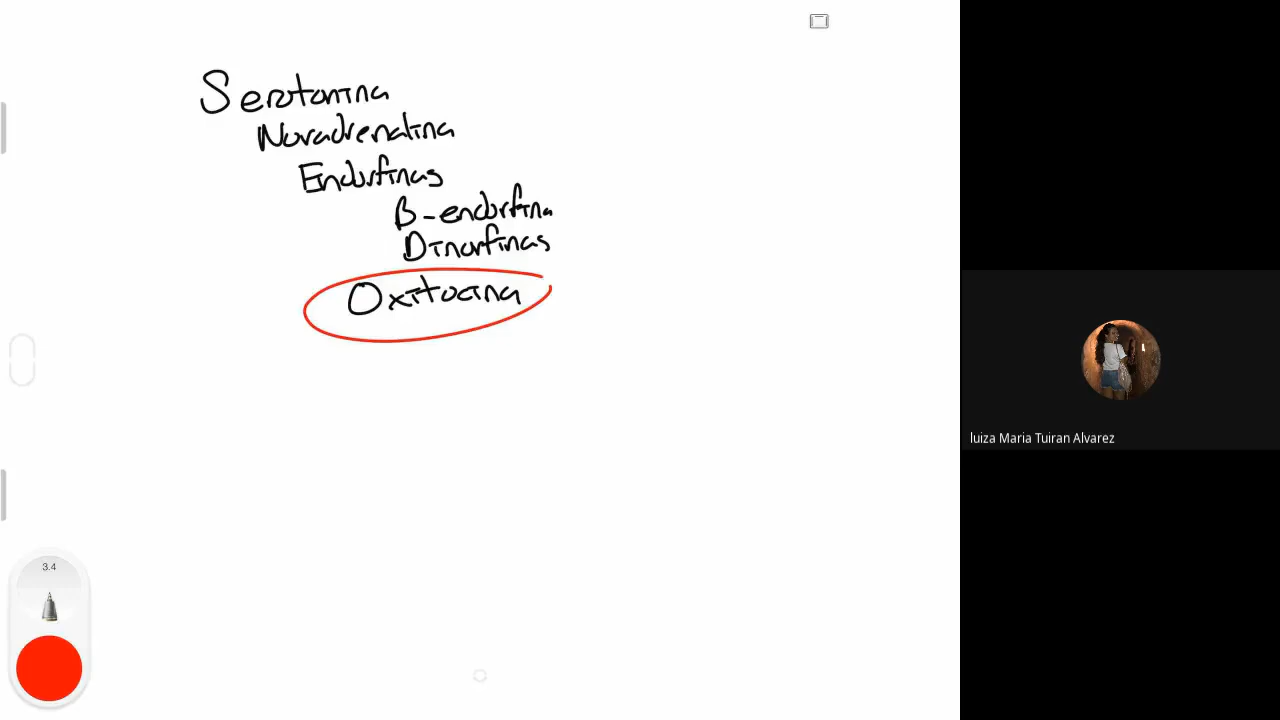 Serotonina
Noradrenalina
Endorfinas
B-endorfina
Dinorfinas
Oxitocina
luiza Maria Tuiran Alvarez
3.4